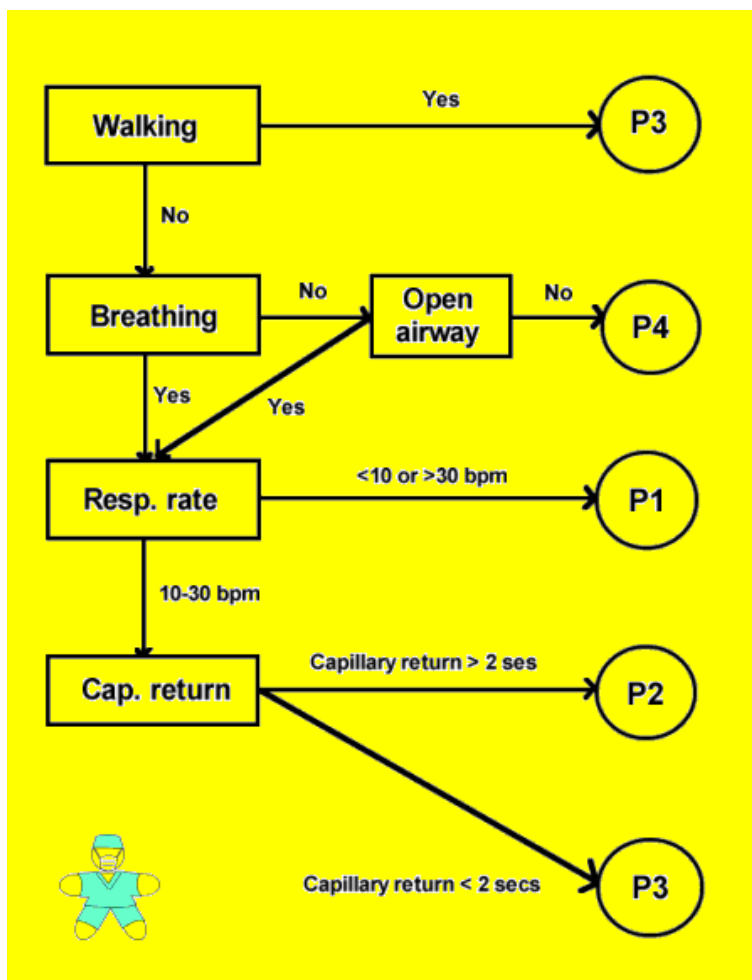 Walking
Yes
P3
No
Breathing
No
Open
airway
No
P4
Yes
Yes
Resp. rate
<10 or >30 bpm
P1
10-30 bpm
Cap. return
Capillary return > 2 ses
P2
Capillary return < 2 secs
P3